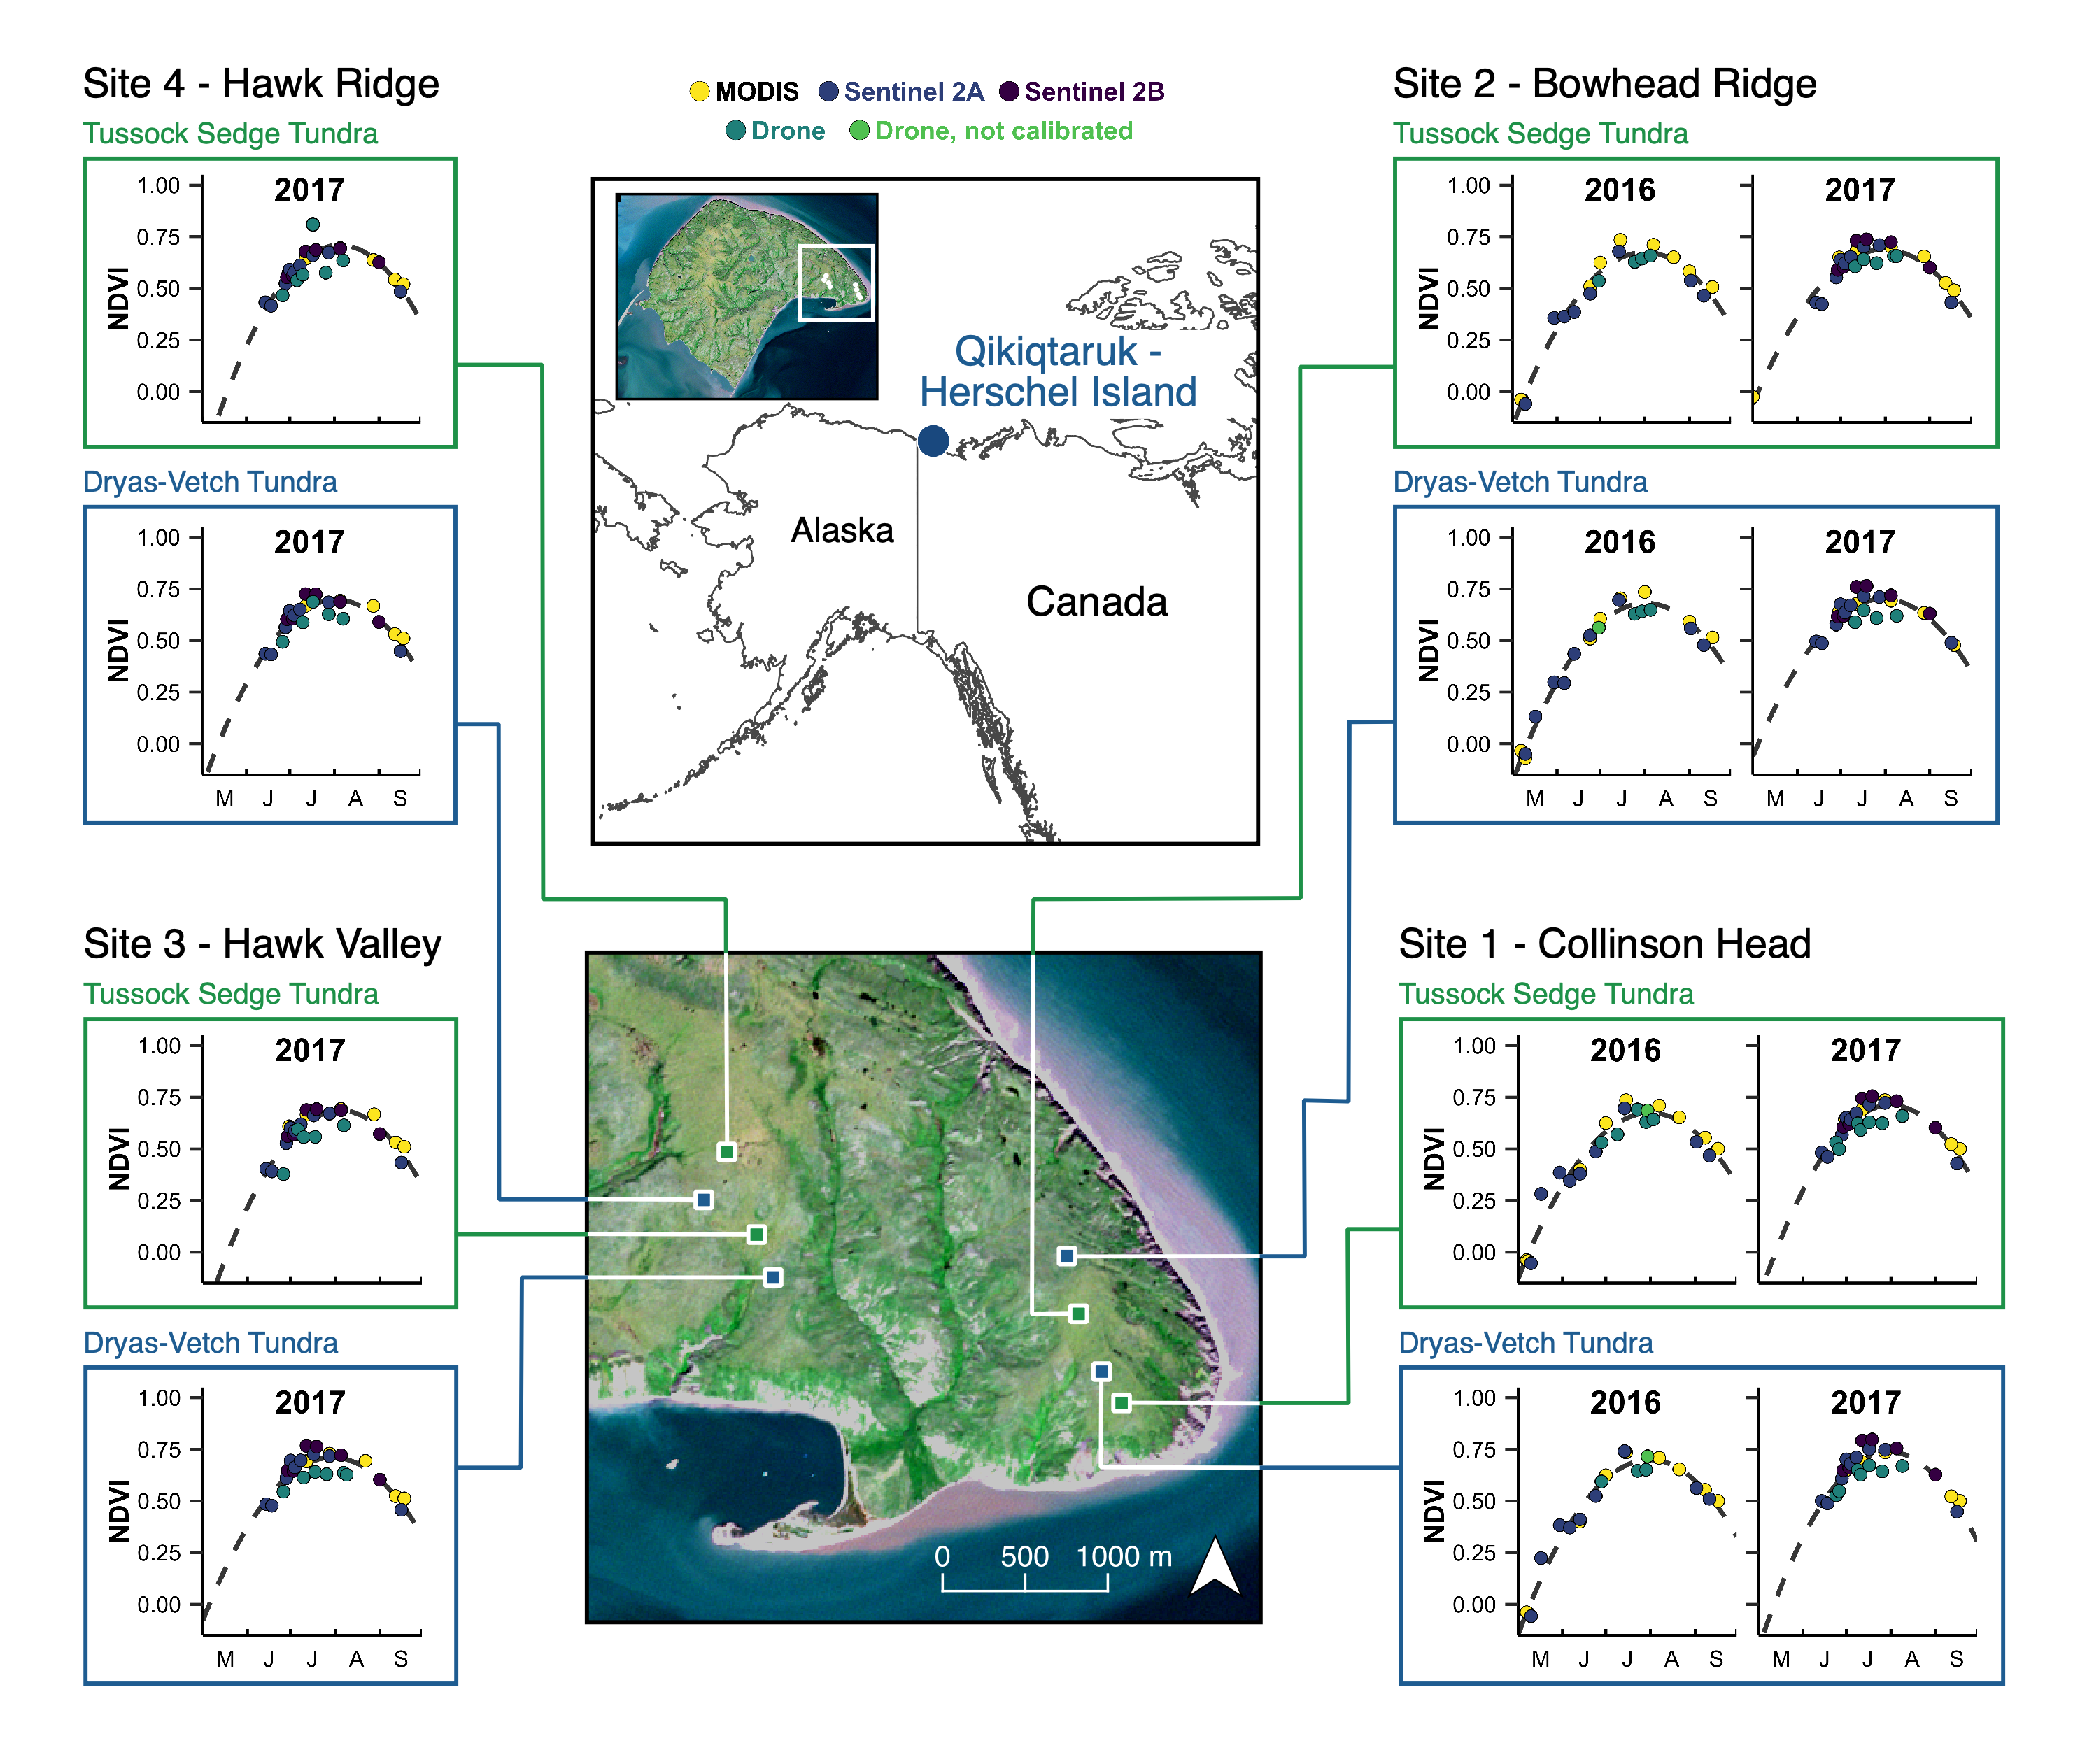 Site 4 - Hawk Ridge
Tussock Sedge Tundra
2017
1.00
0.75
0.50
0.25
0.00
NDVI
Dryas-Vetch Tundra
2017
1.00
0.75
0.50
0.25
0.00
NDVI
M J J A S
MODIS Sentinel 2A Sentinel 2B
Drone Drone, not calibrated
Qikiqtaruk -
Herschel Island
Alaska
Canada
Site 2 - Bowhead Ridge
Tussock Sedge Tundra
2016 2017
1.00
0.75
0.50
0.25
0.00
NDVI
Dryas-Vetch Tundra
2016 2017
1.00
0.75
0.50
0.25
0.00
NDVI
M J J A S M J J A S
Site 3 - Hawk Valley
Tussock Sedge Tundra
2017
1.00
0.75
0.50
0.25
0.00
NDVI
Dryas-Vetch Tundra
2017
1.00
0.75
0.50
0.25
0.00
NDVI
M J J A S
0 500 1000 m
Site 1 - Collinson Head
Tussock Sedge Tundra
2016 2017
1.00
0.75
0.50
0.25
0.00
NDVI
Dryas-Vetch Tundra
2016 2017
1.00
0.75
0.50
0.25
0.00
NDVI
M J J A S M J J A S